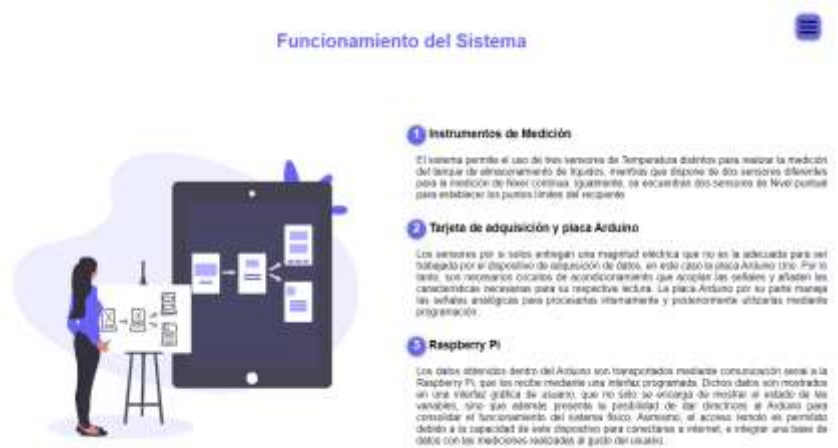 Funcionamiento del Sistema
1 Instrumentos de Medición
El sistema permite el uso de tres sensores de Temperatura distintos para realizar la medición
del tanque de almacenamiento de líquidos, mientras que dispone de dos sensores diferentes
para la medición de Nivel continua. Igualmente, se encuentran dos sensores de Nivel puntual
para establecer los puntos límites del recipiente.
2 Tarjeta de adquisición y placa Arduino
Los sensores por si solos entregan una magnitud eléctrica que no es la adecuada para ser
trabajada por el dispositivo de adquisición de datos, en este caso la placa Arduino Uno. Por lo
tanto, son necesarios circuitos de acondicionamiento que acoplan las señales y añaden las
características necesarias para su respectiva lectura. La placa Arduino por su parte maneja
las señales analógicas para procesarlas internamente y posteriormente utilizarlas mediante
programación.
3 Raspberry Pi
Los datos obtenidos dentro del Arduino son transportados mediante comunicación serial a la
Raspberry Pi, que los recibe mediante una interfaz programada. Dichos datos son mostrados
en una interfaz gráfica de usuario, que no solo se encarga de mostrar el estado de las
variables, sino que además presenta la posibilidad de dar directrices al Arduino para
consolidar el funcionamiento del sistema físico. Asimismo, el acceso remoto es permitido
debido a la capacidad de este dispositivo para conectarse a internet, e integrar una base de
datos con las mediciones realizadas al gusto del usuario.